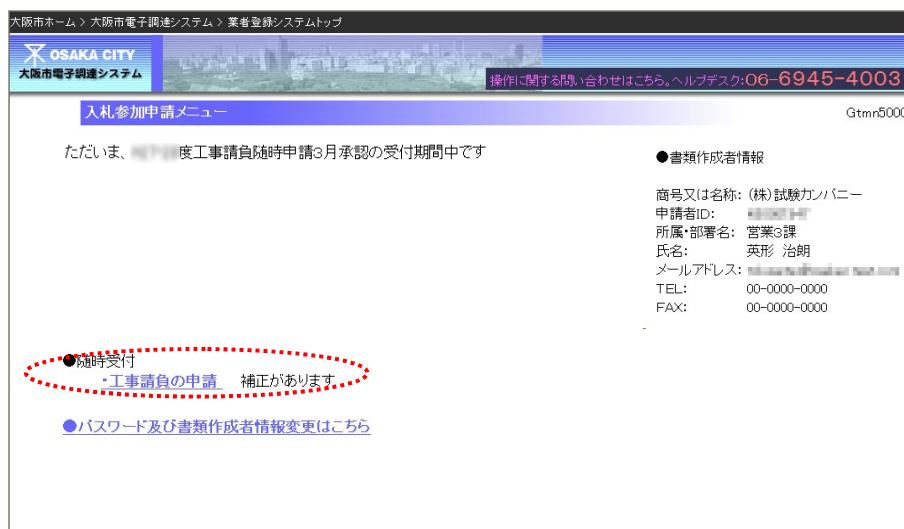 大阪市ホーム > 大阪市電子調達システム > 業者登録システムトップ
OSAKA CITY
大阪市電子調達システム
操作に関する問い合わせはこちら。ヘルプデスク:06-6945-4003
入札参加申請メニュー
Gtmn5000
ただいま、 度工事請負随時申請3月承認の受付期間中です
●書類作成者情報
商号又は名称: (株)試験カンパニー
申請者ID:
所属・部署名: 営業3課
氏名: 英形 治朗
メールアドレス:
TEL: 00-0000-0000
FAX: 00-0000-0000
●随時受付
・工事請負の申請 補正があります
●パスワード及び書類作成者情報変更はこちら